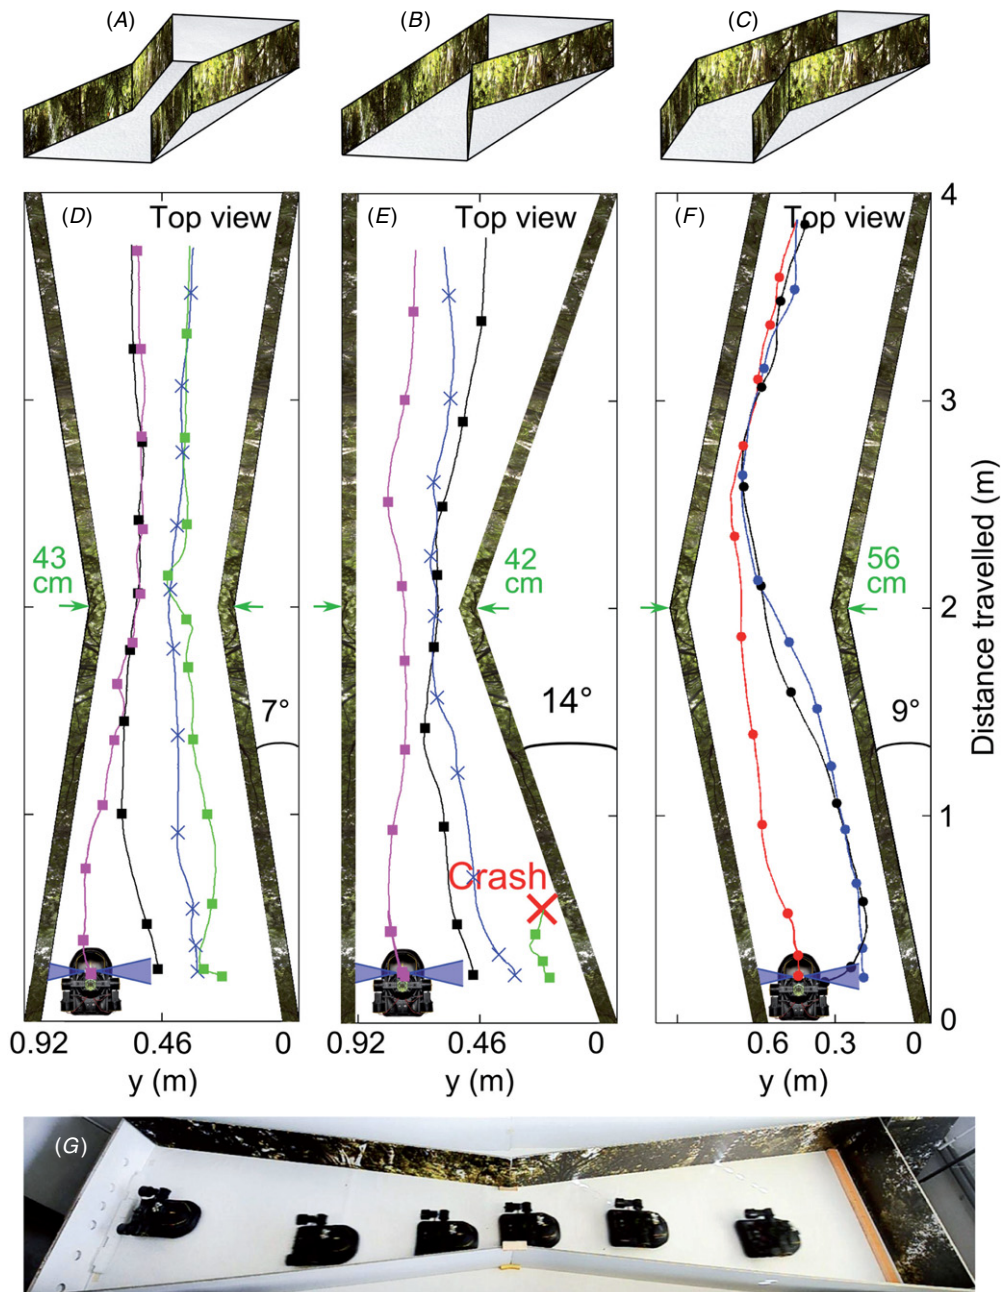 (A)
(B)
(C)
(D) Top view
(E) Top view
(F) Top view
4
3
2
1
0
Distance travelled (m)
43
cm
42
cm
56
cm
7°
14°
9°
Crash
0.92 0.46 0
0.92 0.46 0
0.6 0.3 0
y (m)
y (m)
y (m)
(G)